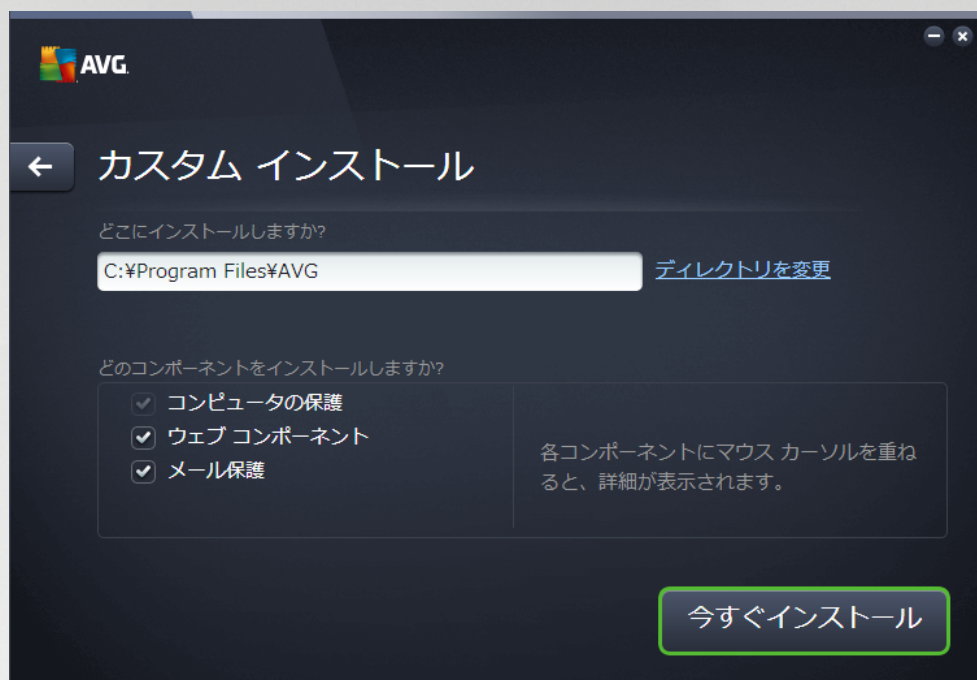 AVG.
カスタム インストール
どこにインストールしますか?
C:¥Program Files¥AVG
ディレクトリを変更
どのコンポーネントをインストールしますか?
コンピュータの保護
ウェブ コンポーネント
メール保護
各コンポーネントにマウス カーソルを重ね
ると、詳細が表示されます。
今すぐインストール